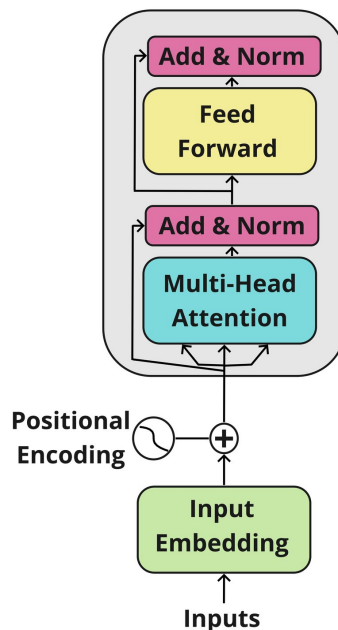 Add & Norm
Feed
Forward
Add & Norm
Multi-Head
Attention
Positional
Encoding
Input
Embedding
Inputs